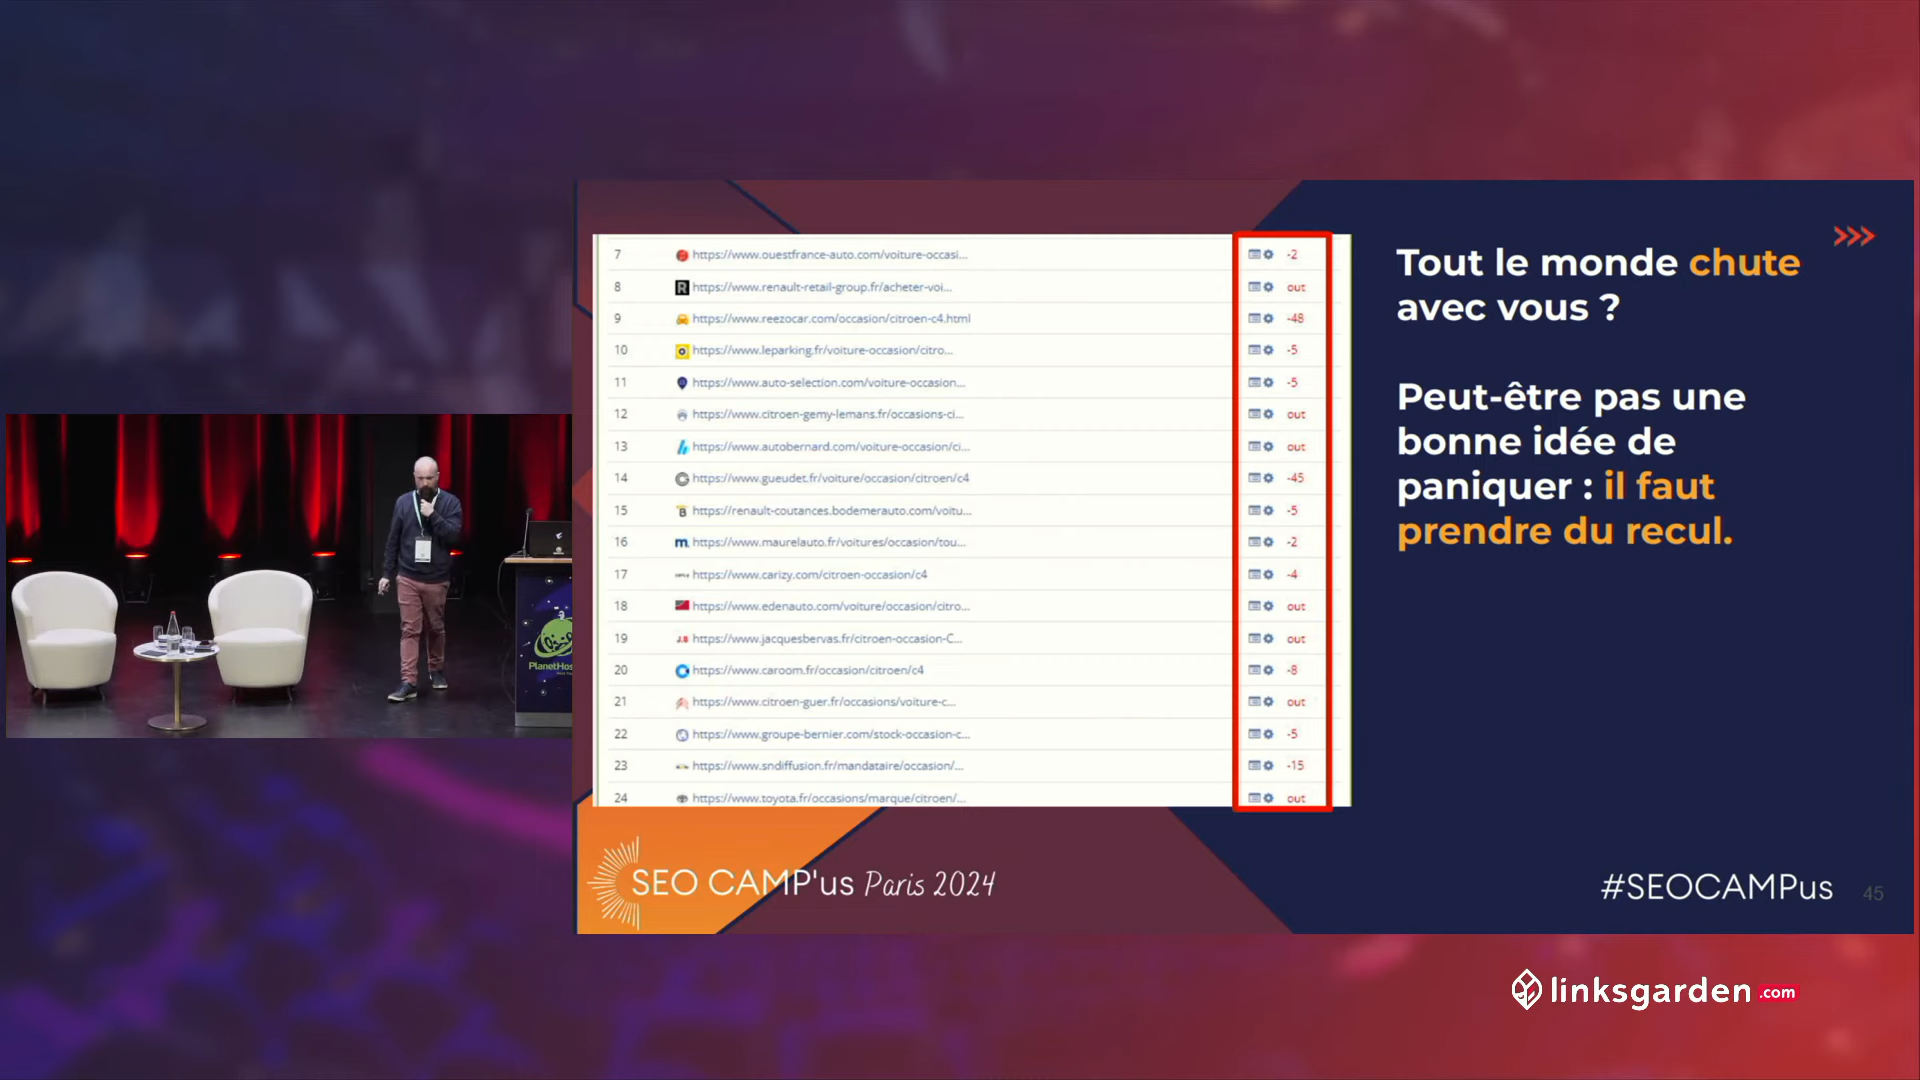 7 https://www.ouestfrance-auto.com/voiture-occasi... -2
8 https://www.renault-retail-group.fr/acheter-voi... out
9 https://www.reezocar.com/occasion/citroen-c4.html -48
10 https://www.leparking.fr/voiture-occasion/citro... -5
11 https://www.auto-selection.com/voiture-occasion... -5
12 https://www.citroen-gemy-lemans.fr/occasions-ci... out
13 https://www.autobernard.com/voiture-occasion/ci... out
14 https://www.gueudet.fr/voiture/occasion/citroen/c4 -45
15 https://renault-coutances.bodemerauto.com/voitu... -5
16 https://www.maurelauto.fr/voitures/occasion/tou... -2
17 https://www.carizy.com/citroen-occasion/c4 -4
18 https://www.edenauto.com/voiture/occasion/citro... out
19 https://www.jacquesbervas.fr/citroen-occasion-C... out
20 https://www.caroom.fr/occasion/citroen/c4 -8
21 https://www.citroen-guer.fr/occasions/voiture-c... out
22 https://www.groupe-bernier.com/stock-occasion-c... -5
23 https://www.sndiffusion.fr/mandataire/occasion/... -15
24 https://www.toyota.fr/occasions/marque/citroen/... out
>>>
Tout le monde chute
avec vous ?
Peut-être pas une
bonne idée de
paniquer : il faut
prendre du recul.
PlanetHos
SEO CAMP'us Paris 2024
#SEOCAMPus 45
linksgarden .com